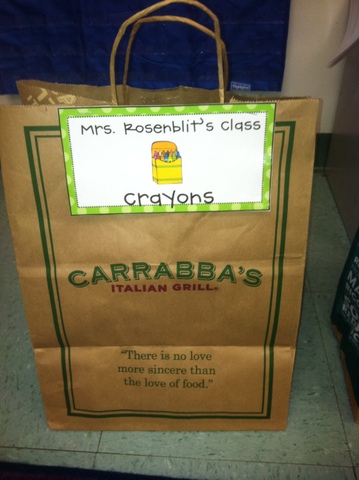 Mrs. Rosenblit's Class
crayons
CARRABBA'S
ITALIAN GRILL®
"There is no love
more sincere than
the love of food."